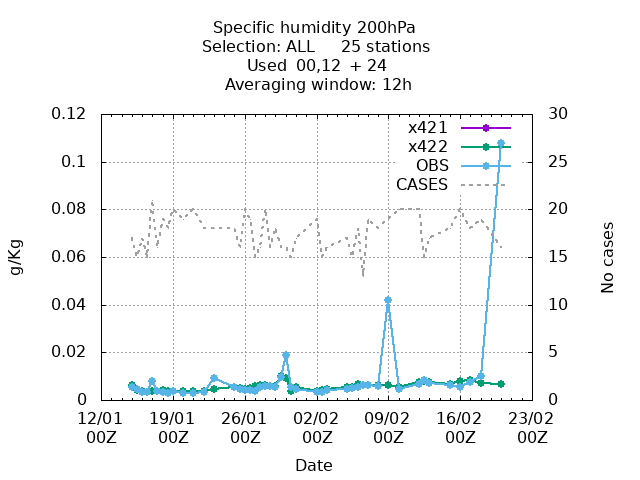 Specific humidity 200hPa
Selection: ALL 25 stations
Used 00,12 + 24
Averaging window: 12h
0.12
0.1
0.08
0.06
0.04
0.02
0
g/Kg
x421
x422
OBS
CASES
30
25
20
15
10
5
0
No cases
12/01 19/01 26/01 02/02 09/02 16/02 23/02
00Z 00Z 00Z 00Z 00Z 00Z 00Z
Date